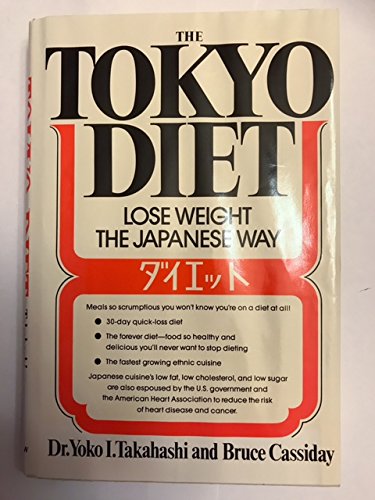 THE
TOKYO
DIET
LOSE WEIGHT
THE JAPANESE WAY
ダイエット
Meals so scrumptious you won't know you're on a diet at all!
● 30-day quick-loss diet
● The forever diet—food so healthy and
delicious you'll never want to stop dieting
● The fastest growing ethnic cuisine
Japanese cuisine's low fat, low cholesterol, and low sugar
are also espoused by the U.S. government and
the American Heart Association to reduce the risk
of heart disease and cancer.
Dr. Yoko I. Takahashi and Bruce Cassiday